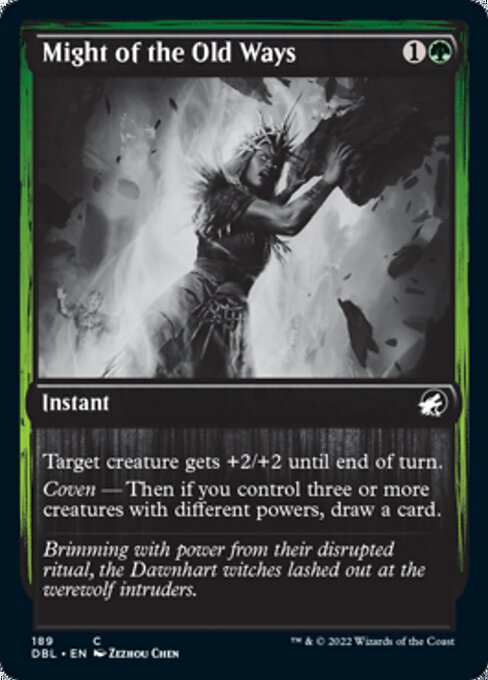 Might of the Old Ways 1
Instant
Target creature gets +2/+2 until end of turn.
Coven — Then if you control three or more
creatures with different powers, draw a card.
Brimming with power from their disrupted
ritual, the Dawnhart witches lashed out at the
werewolf intruders.
189 C
DBL • EN Zezhou Chen
™ & © 2022 Wizards of the Coast